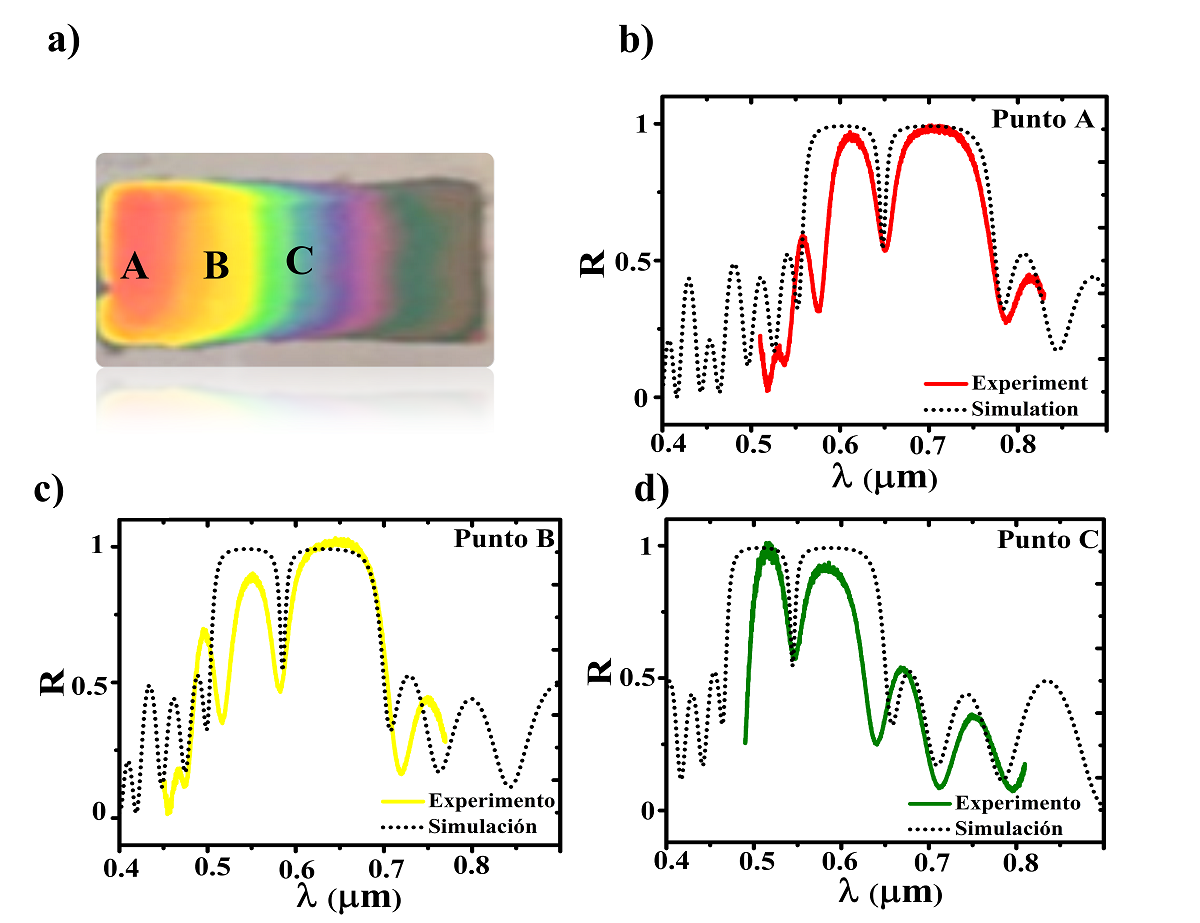 a)
A B C
b)
Punto A
R
1
0.5
0
Experiment
Simulation
0.4 0.5 0.6 0.7 0.8
λ (μm)
c)
Punto B
R
1
0.5
0
Experimento
Simulación
0.4 0.5 0.6 0.7 0.8
λ (μm)
d)
Punto C
R
1
0.5
0
Experimento
Simulación
0.4 0.5 0.6 0.7 0.8
λ (μm)